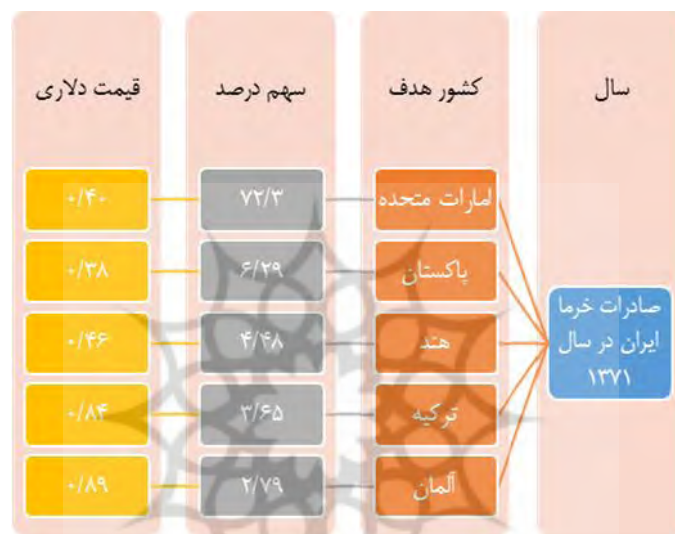 سال
کشور هدف
سهم درصد
قیمت دلاری
صادرات خرما
ایران در سال
۱۳۷۱
امارات متحده
۷۲/۳
۰/۴۰
پاکستان
۶/۲۹
۰/۳۸
هند
۴/۴۸
۰/۴۶
ترکیه
۳/۶۵
۰/۸۴
آلمان
۲/۷۹
۰/۸۹